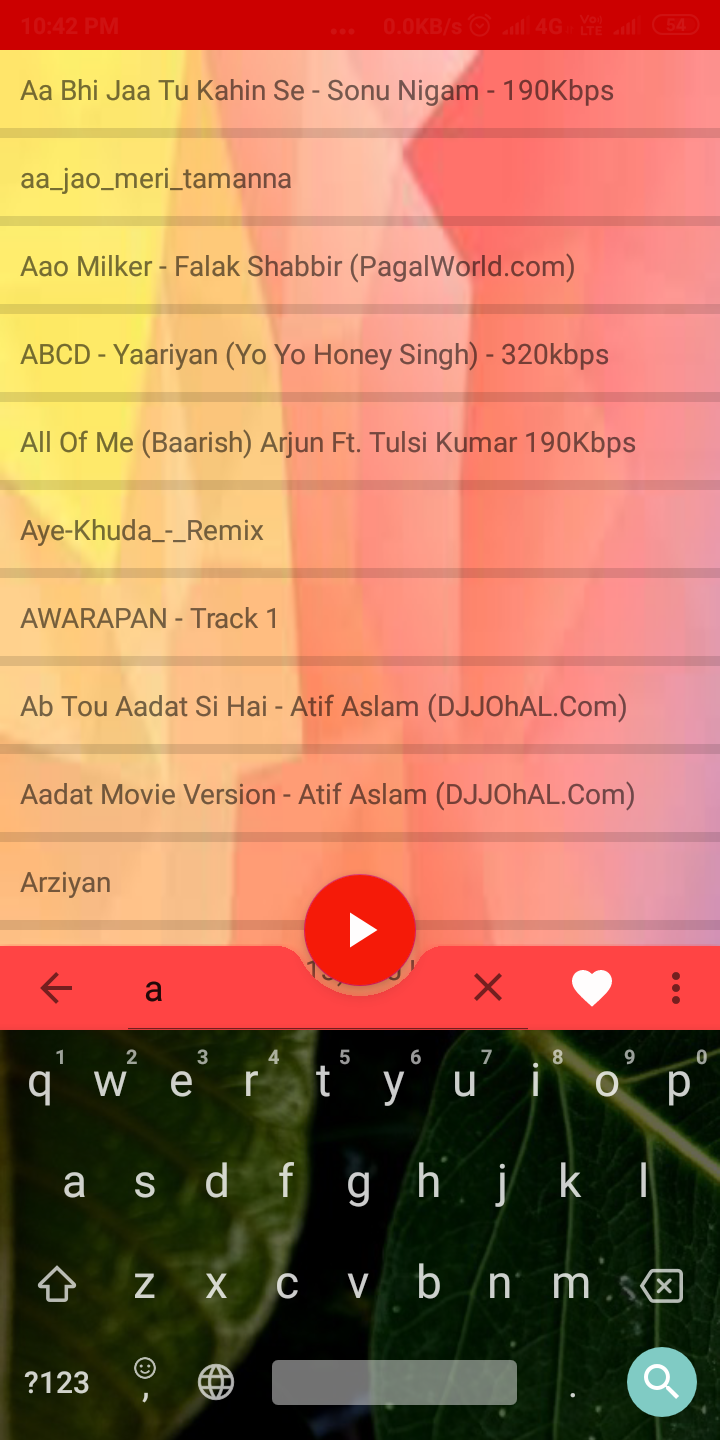 10:42 PM ... 0.0KB/s 4G Vo)) LTE 54
Aa Bhi Jaa Tu Kahin Se - Sonu Nigam - 190Kbps
aa_jao_meri_tamanna
Aao Milker - Falak Shabbir (PagalWorld.com)
ABCD - Yaariyan (Yo Yo Honey Singh) - 320kbps
All Of Me (Baarish) Arjun Ft. Tulsi Kumar 190Kbps
Aye-Khuda_-_Remix
AWARAPAN - Track 1
Ab Tou Aadat Si Hai - Atif Aslam (DJJOhAL.Com)
Aadat Movie Version - Atif Aslam (DJJOhAL.Com)
Arziyan
a
1 2 3 4 5 6 7 8 9 0
q w e r t y u i o p
a s d f g h j k l
z x c v b n m
?123 , .